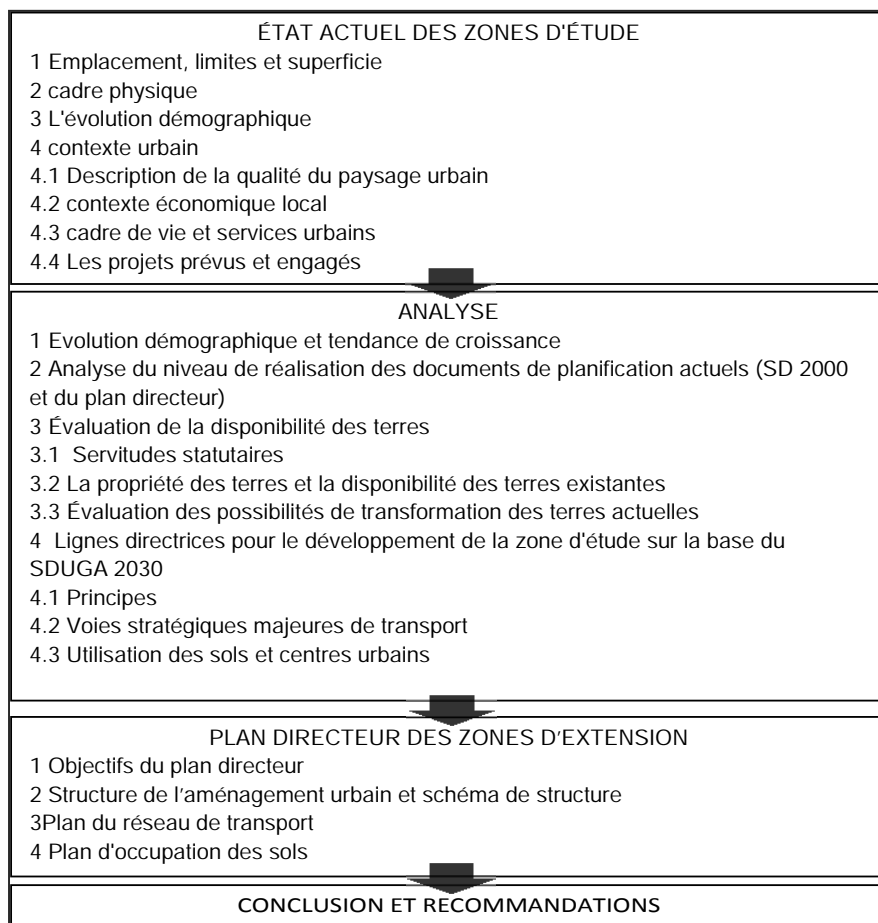 ÉTAT ACTUEL DES ZONES D'ÉTUDE
1 Emplacement, limites et superficie
2 cadre physique
3 L'évolution démographique
4 contexte urbain
4.1 Description de la qualité du paysage urbain
4.2 contexte économique local
4.3 cadre de vie et services urbains
4.4 Les projets prévus et engagés
ANALYSE
1 Evolution démographique et tendance de croissance
2 Analyse du niveau de réalisation des documents de planification actuels (SD 2000
et du plan directeur)
3 Évaluation de la disponibilité des terres
3.1 Servitudes statutaires
3.2 La propriété des terres et la disponibilité des terres existantes
3.3 Évaluation des possibilités de transformation des terres actuelles
4 Lignes directrices pour le développement de la zone d'étude sur la base du
SDUGA 2030
4.1 Principes
4.2 Voies stratégiques majeures de transport
4.3 Utilisation des sols et centres urbains
PLAN DIRECTEUR DES ZONES D'EXTENSION
1 Objectifs du plan directeur
2 Structure de l'aménagement urbain et schéma de structure
3Plan du réseau de transport
4 Plan d'occupation des sols
CONCLUSION ET RECOMMANDATIONS